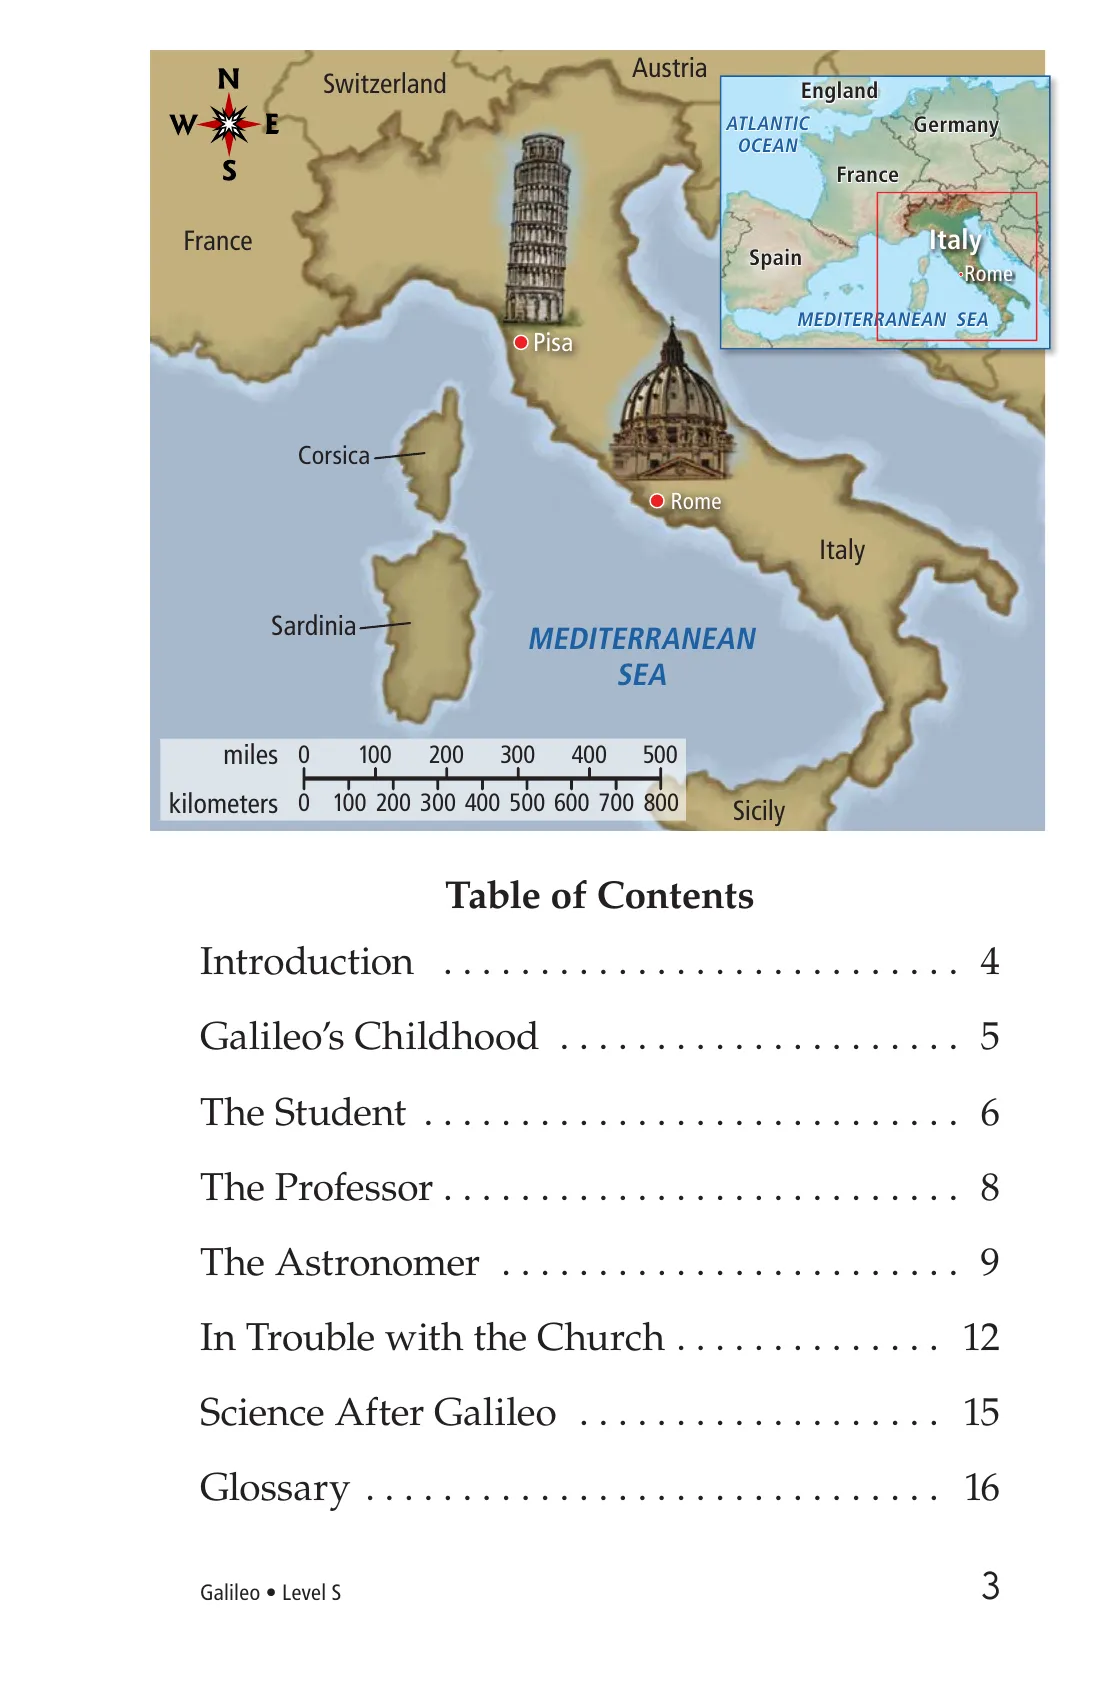 N
W E
S
Switzerland
Austria
France
Pisa
Corsica
Rome
Italy
Sardinia
MEDITERRANEAN
SEA
Sicily
miles 0 100 200 300 400 500
kilometers 0 100 200 300 400 500 600 700 800
England
ATLANTIC
OCEAN
Germany
France
Italy
Spain
Rome
MEDITERRANEAN SEA
Table of Contents
Introduction . . . . . . . . . . . . . . . . . . . . . . . . . . . 4
Galileo’s Childhood . . . . . . . . . . . . . . . . . . . . . 5
The Student . . . . . . . . . . . . . . . . . . . . . . . . . . . . 6
The Professor . . . . . . . . . . . . . . . . . . . . . . . . . . . 8
The Astronomer . . . . . . . . . . . . . . . . . . . . . . . . 9
In Trouble with the Church . . . . . . . . . . . . . . 12
Science After Galileo . . . . . . . . . . . . . . . . . . . 15
Glossary . . . . . . . . . . . . . . . . . . . . . . . . . . . . . . 16
Galileo • Level S 3